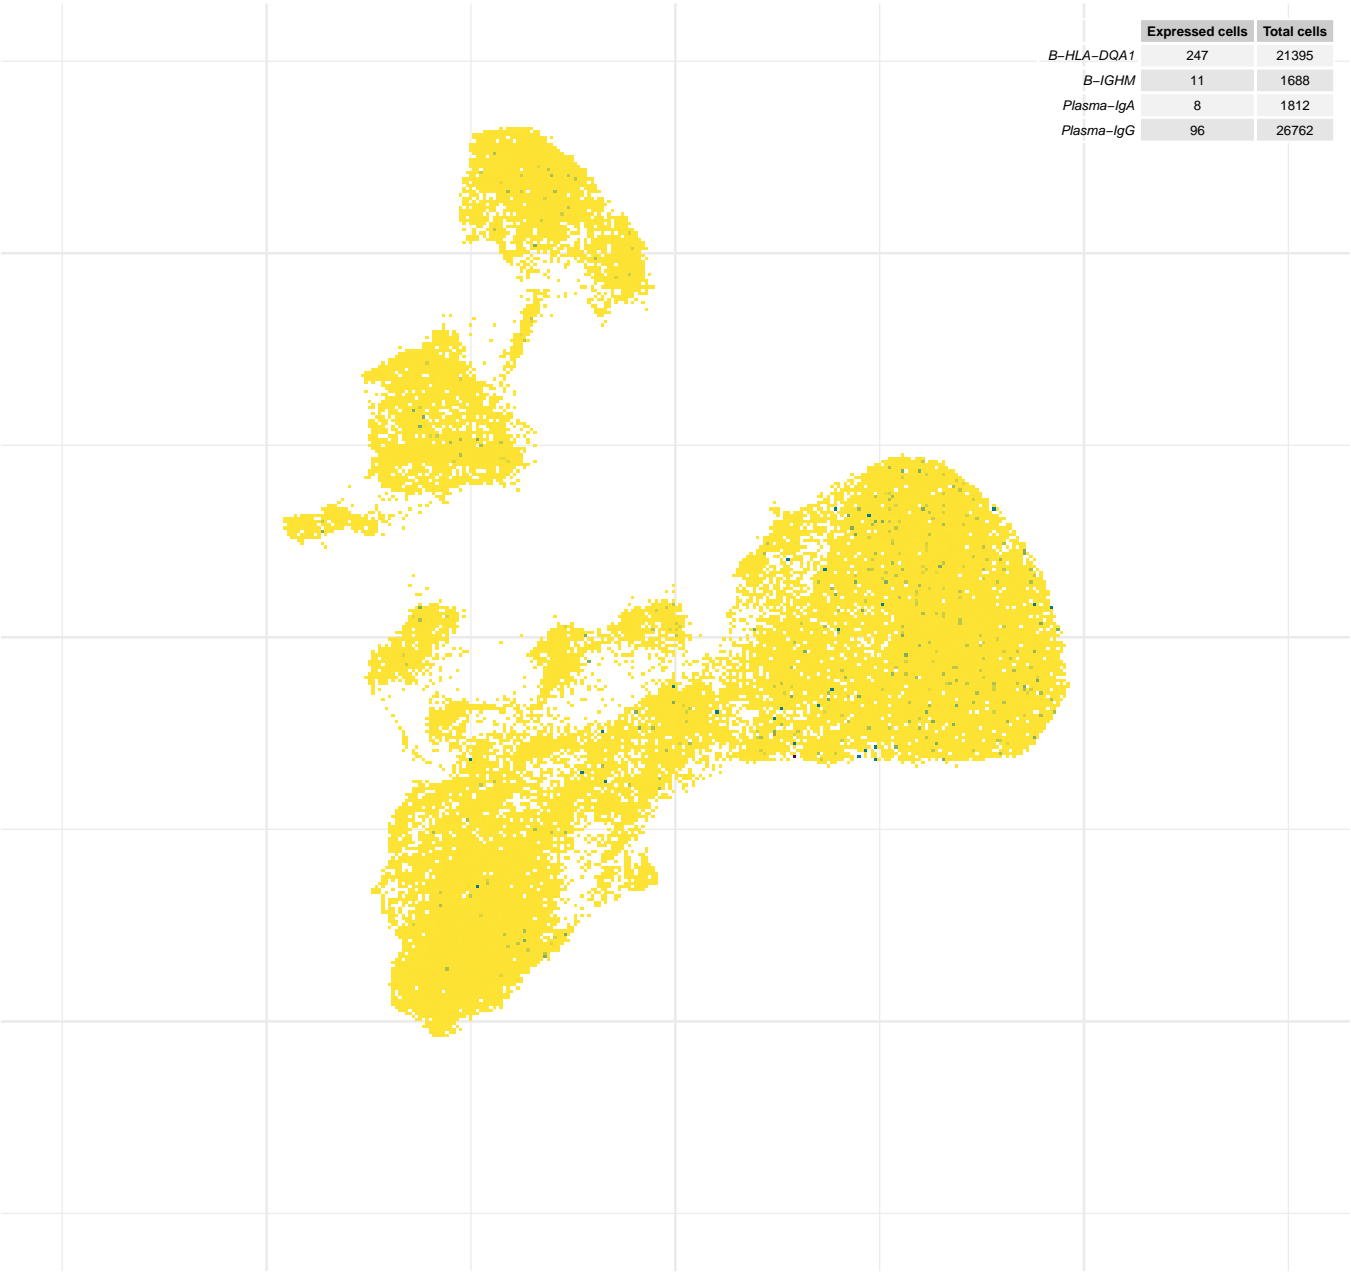 Expressed cells Total cells
B−HLA−DQA1 247 21395
B−IGHM 11 1688
Plasma−IgA 8 1812
Plasma−IgG 96 26762